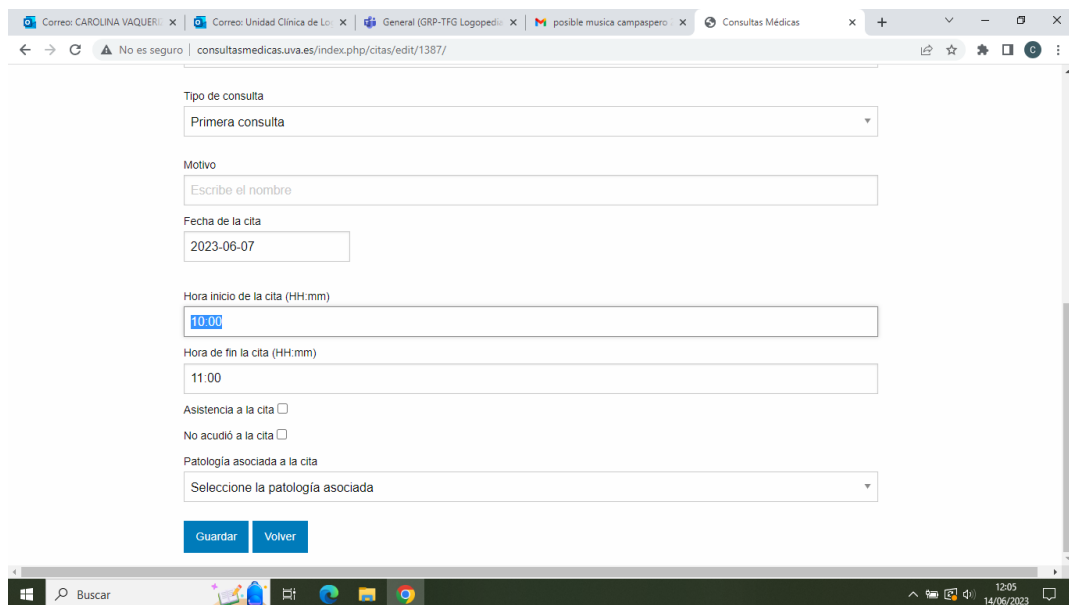 Correo: CAROLINA VAQUERI
Correo: Unidad Clínica de Lo
General (GRP-TFG Logopedia
posible musica campaspero
Consultas Médicas
No es seguro
consultasmedicas.uva.es/index.php/citas/edit/1387/
C
Tipo de consulta
Primera consulta
Motivo
Escribe el nombre
Fecha de la cita
2023-06-07
Hora inicio de la cita (HH:mm)
10:00
Hora de fin la cita (HH:mm)
11:00
Asistencia a la cita
No acudió a la cita
Patología asociada a la cita
Seleccione la patología asociada
Guardar
Volver
Buscar
12:05
14/06/2023